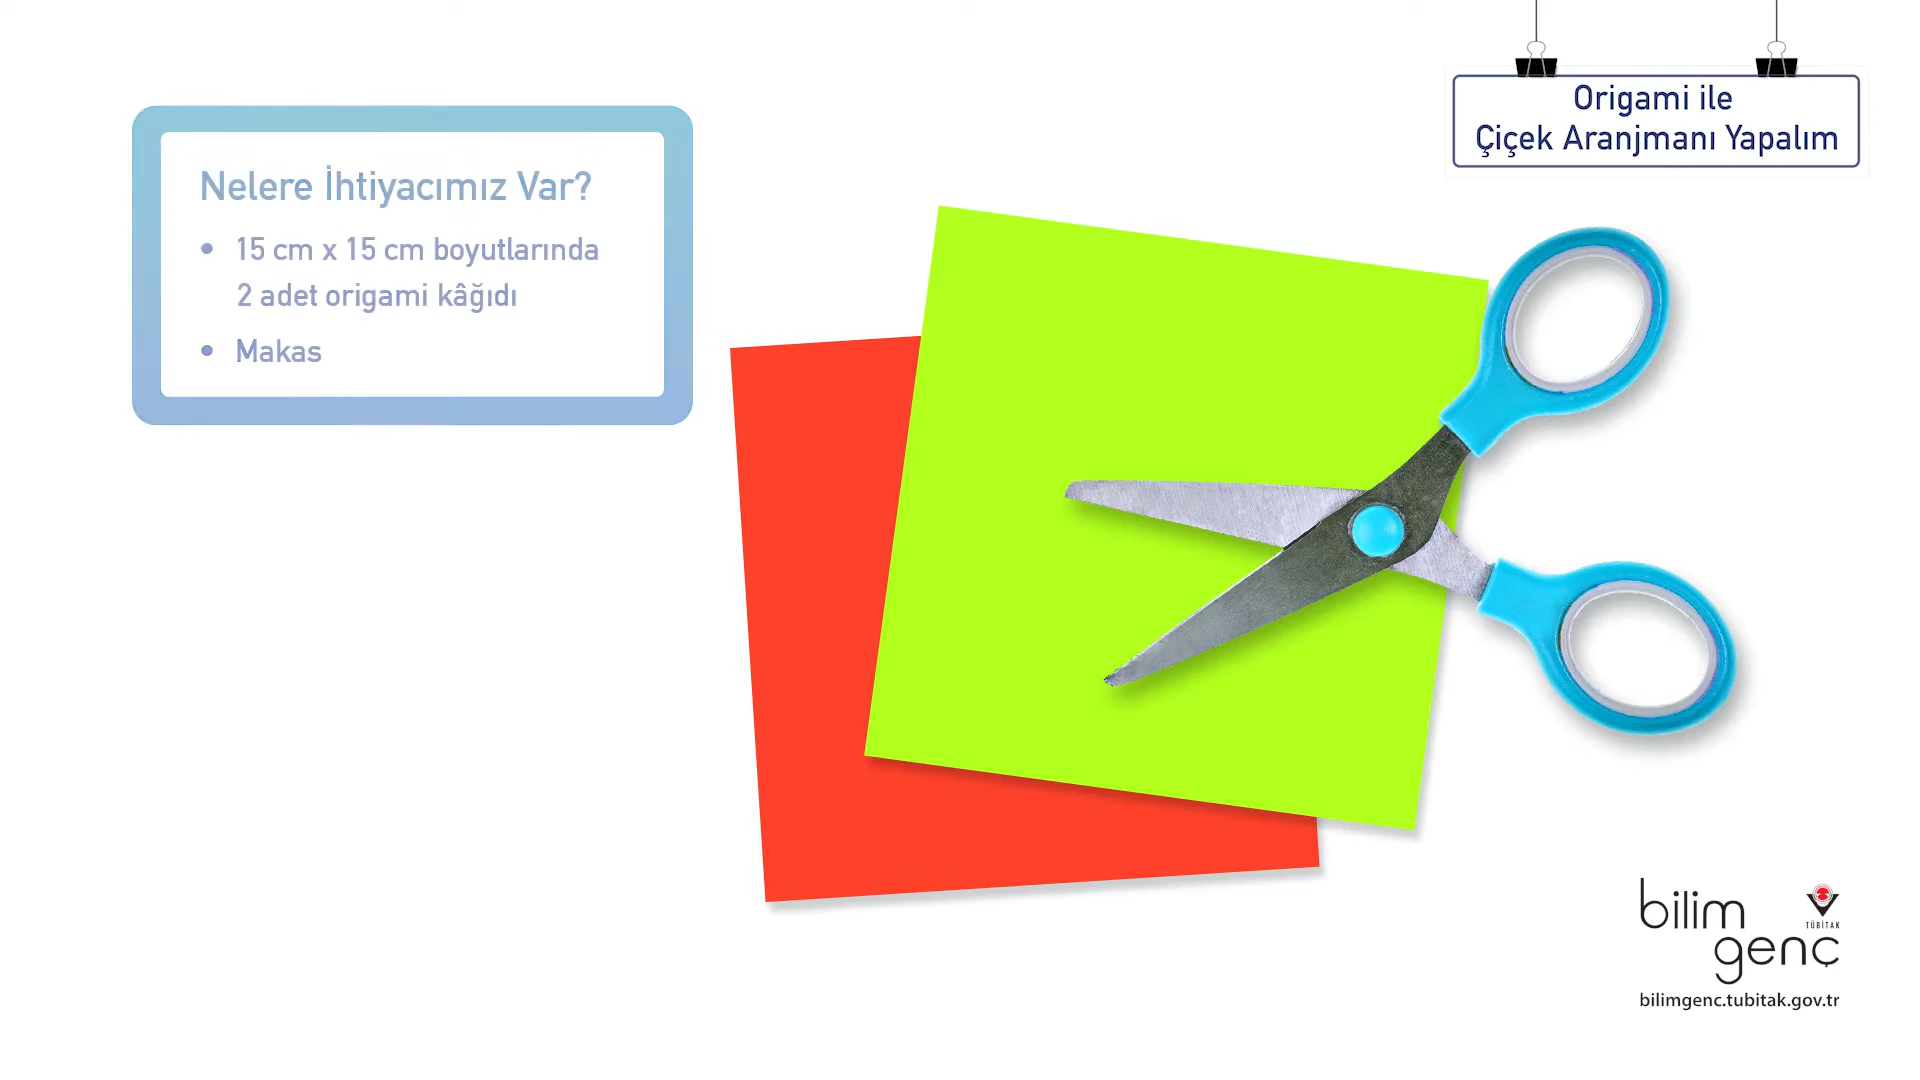 Origami ile
Çiçek Aranjmanı Yapalım
Nelere İhtiyacımız Var?
• 15 cm x 15 cm boyutlarında
2 adet origami kâğıdı
• Makas
bilim
genç
TÜBİTAK
bilimgenc.tubitak.gov.tr